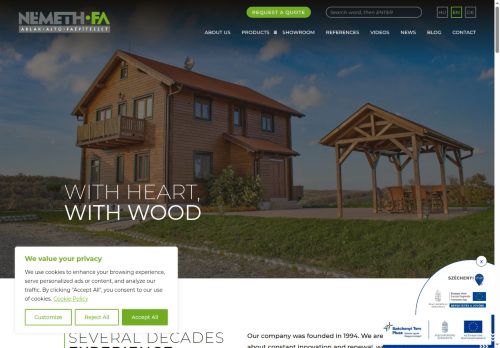 NÉMETH-FA
ABLAK•AJTÓ•FAÉPÍTÉSZET
REQUEST A QUOTE
Search word, then ENTER
HU
EN
DE
ABOUT US
PRODUCTS
SHOWROOM
REFERENCES
VIDEOS
NEWS
BLOG
CONTACT
WITH HEART,
WITH WOOD
We value your privacy
We use cookies to enhance your browsing experience,
serve personalized ads or content, and analyze our
traffic. By clicking "Accept All", you consent to our use
of cookies. Cookie Policy
Customize
Reject All
Accept All
X
SZÉCHENYI
Széchenyi Terv
Plusz
SEVERAL DECADES
EXPERIENCE
Our company was founded in 1994. We are
about constant innovation and renewal